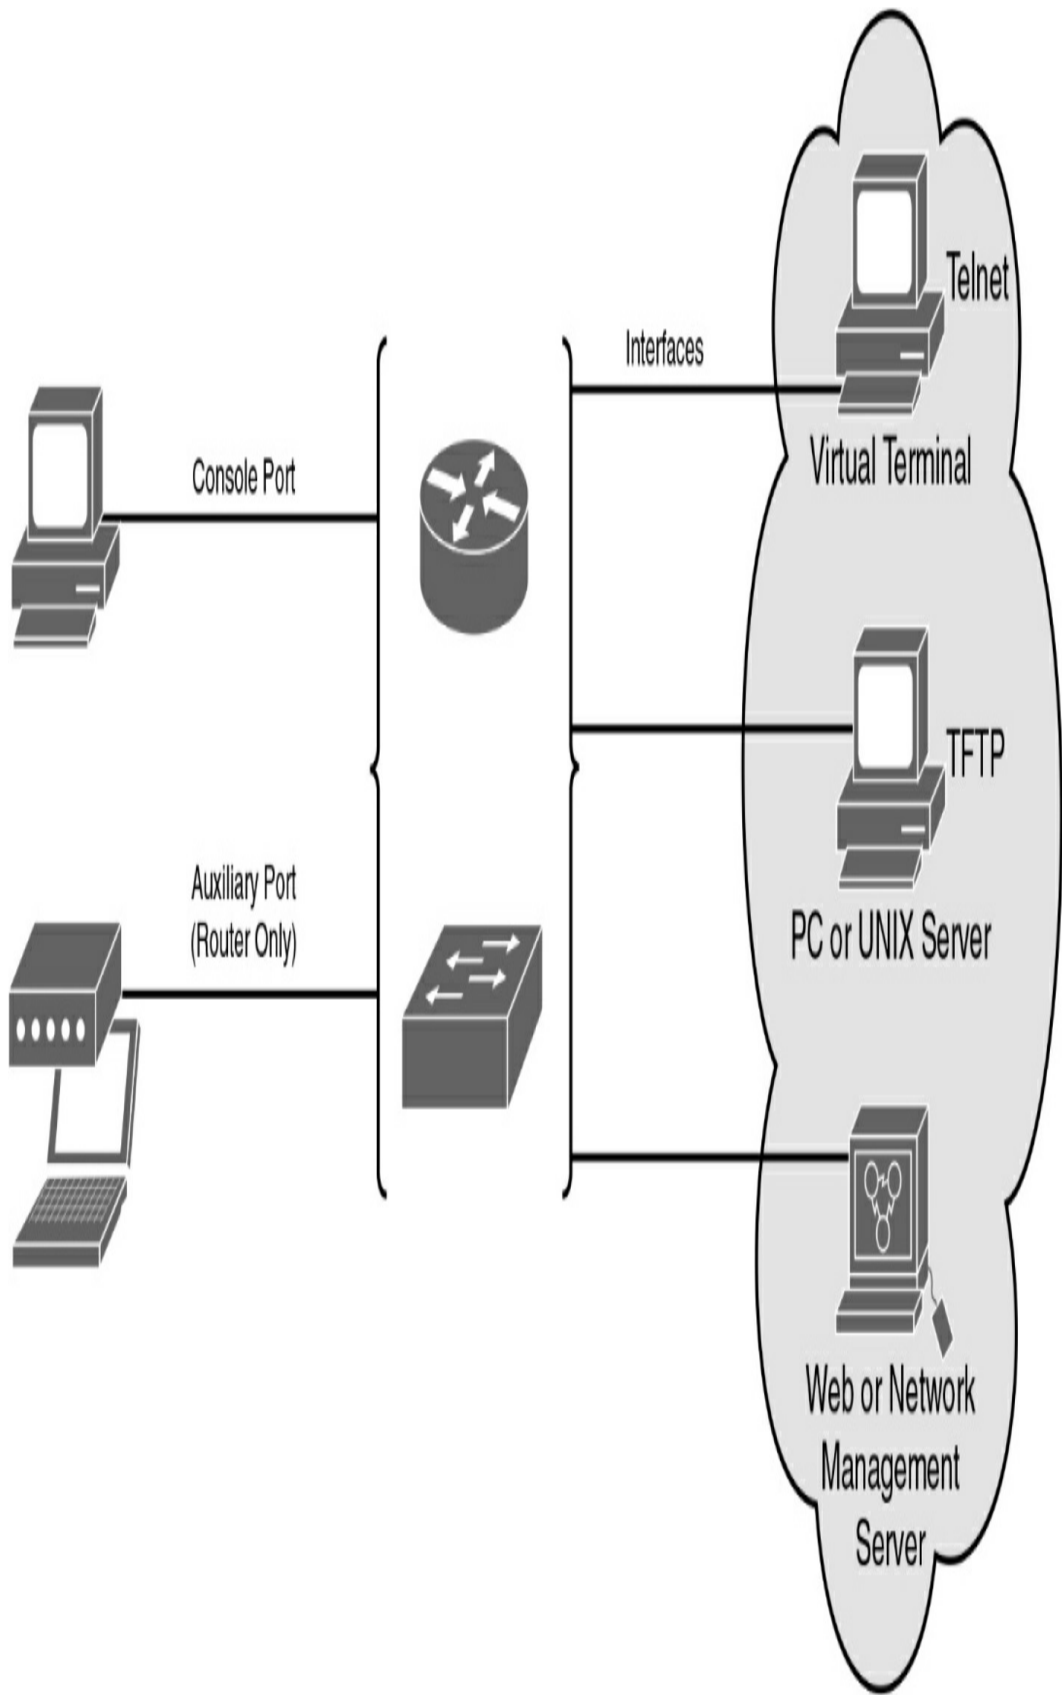 Telnet
Interfaces
Virtual Terminal
Console Port
TFTP
Auxiliary Port
(Router Only)
PC or UNIX Server
Web or Network
Management
Server